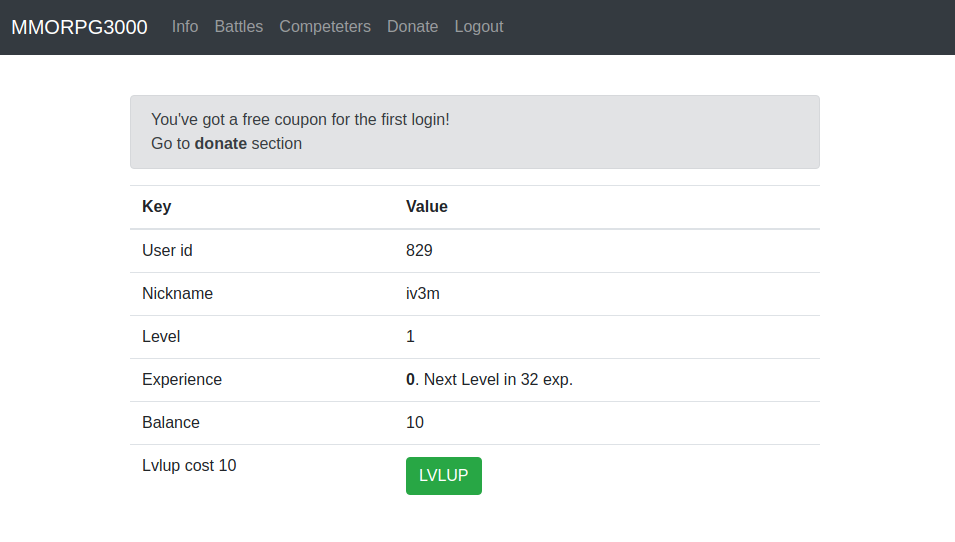 MMORPG3000 Info Battles Competeters Donate Logout
You've got a free coupon for the first login!
Go to donate section
Key Value
User id 829
Nickname iv3m
Level 1
Experience 0. Next Level in 32 exp.
Balance 10
Lvlup cost 10 LVLUP